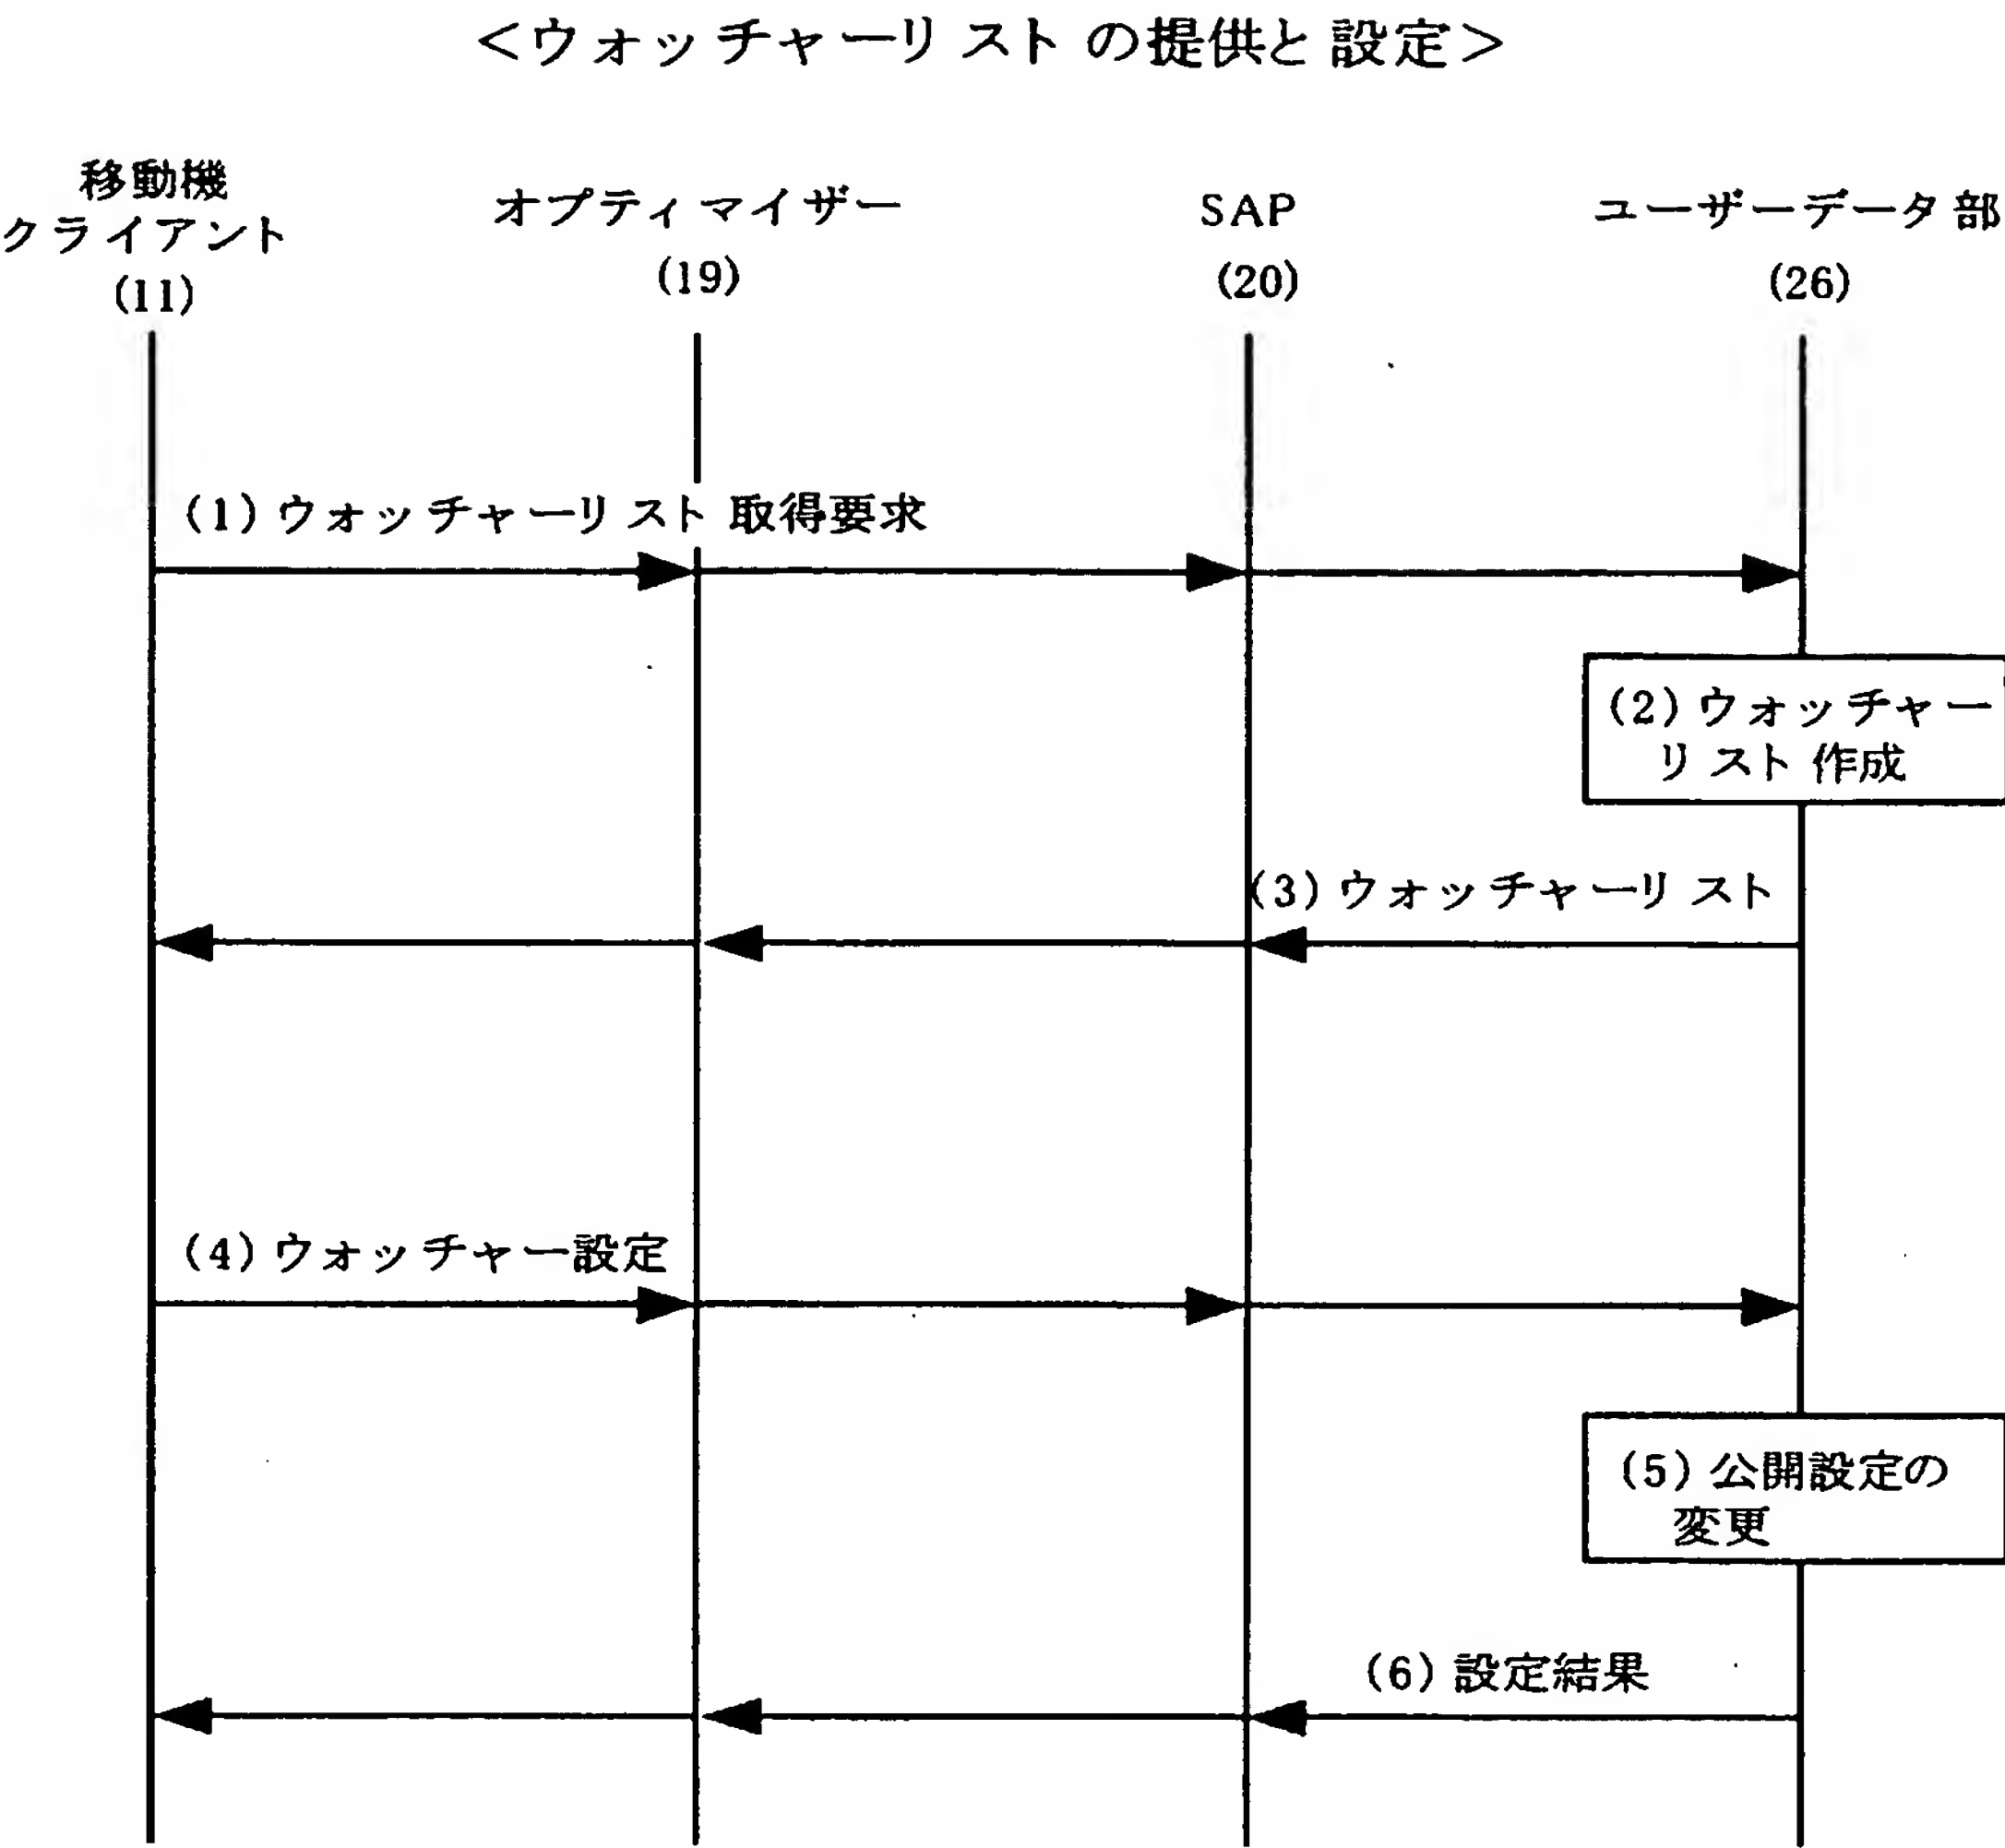 <ウォッチャーリストの提供と設定>
移動機
クライアント
(11)
オプティマイザー
(19)
SAP
(20)
ユーザーデータ部
(26)
(1)ウォッチャーリスト取得要求
(2)ウォッチャー
リスト作成
(3)ウォッチャーリスト
(4)ウォッチャー設定
(5)公開設定の
変更
(6)設定結果